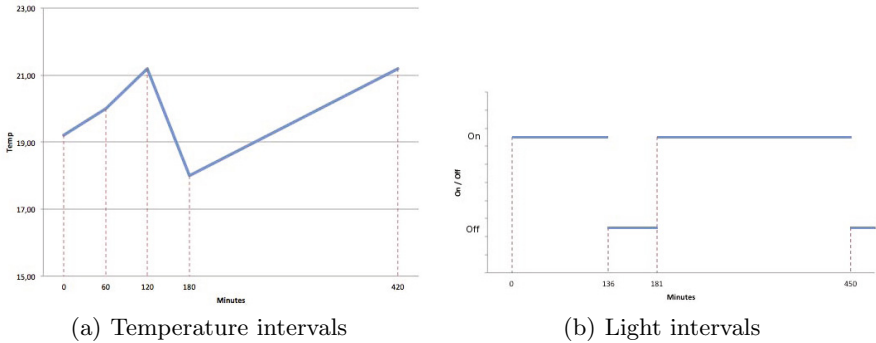 23,00
21,00
19,00
17,00
15,00
Temp
0 60 120 180 420
Minutes
(a) Temperature intervals
On
Off
On / Off
0 136 181 450
Minutes
(b) Light intervals